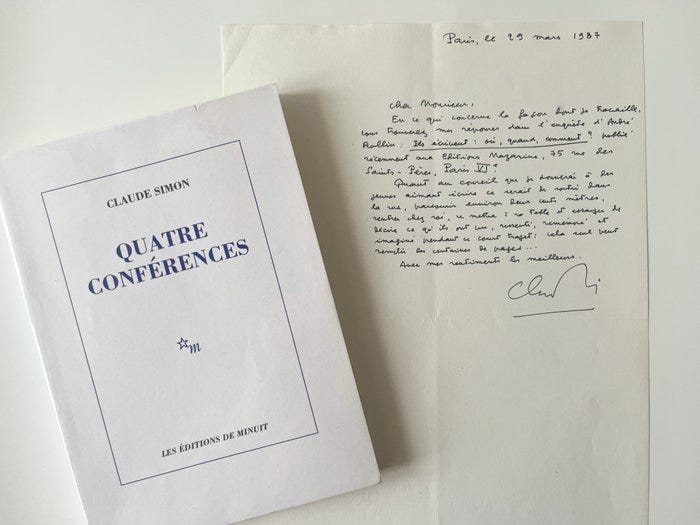 CLAUDE SIMON
QUATRE
CONFÉRENCES
m
LES ÉDITIONS DE MINUIT
Paris, le 29 mars 1987
Cher Monsieur,
En ce qui concerne la façon dont je travaille,
vous trouverez mes réponses dans l'enquête d'André
Rollin : Ils écrivent : où, quand, comment ? publié
récemment aux Editions Mazarine, 75 rue des
Saints-Pères, Paris VIe
Quant au conseil que je donnerai à des
jeunes aimant écrire ce serait de sortir dans
la rue, parcourir environ deux cents mètres,
rentrer chez soi, se mettre à sa table et essayer de
décrire ce qu'ils ont vu, ressenti, remémoré et
imaginé pendant ce court trajet : cela seul peut
remplir des centaines de pages...
Avec mes sentiments les meilleurs.